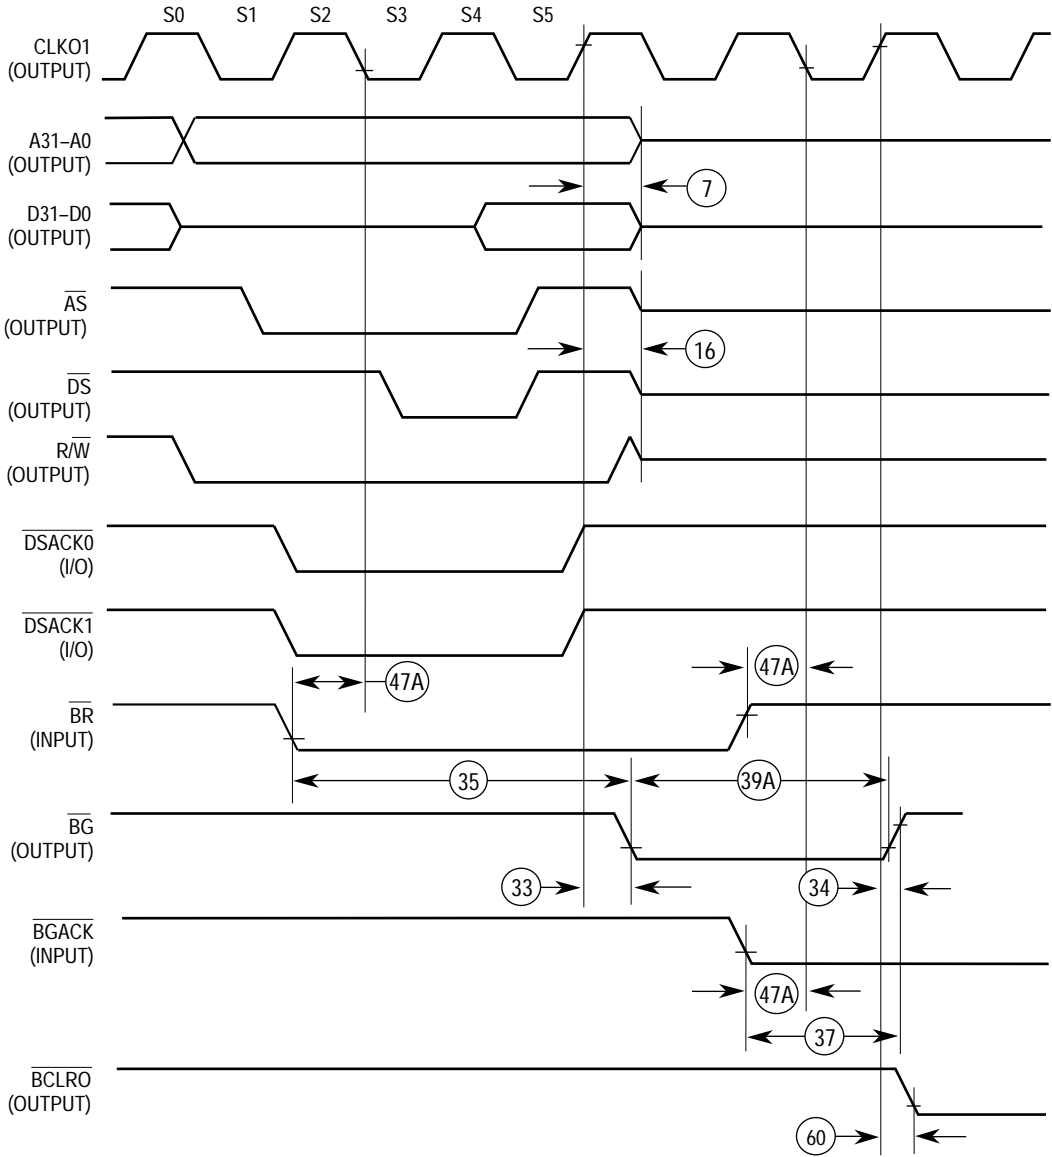 S0 S1 S2 S3 S4 S5
CLKO1
(OUTPUT)
A31–A0
(OUTPUT)
7
D31–D0
(OUTPUT)
AS
(OUTPUT)
16
DS
(OUTPUT)
R/W
(OUTPUT)
DSACK0
(I/O)
DSACK1
(I/O)
47A
47A
BR
(INPUT)
35
39A
BG
(OUTPUT)
33
34
BGACK
(INPUT)
47A
37
BCLRO
(OUTPUT)
60